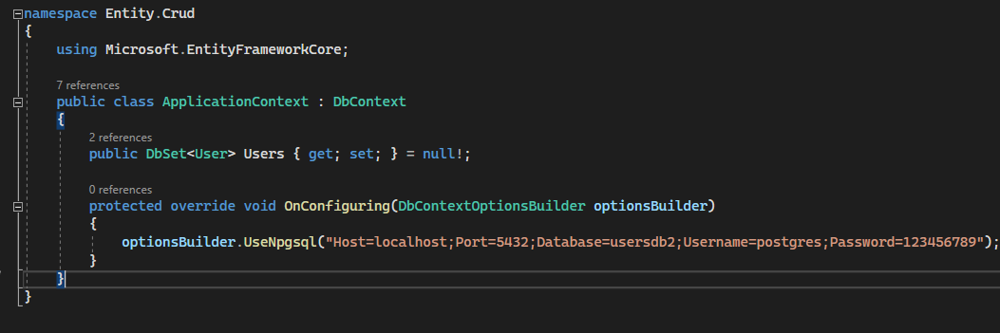 namespace Entity.Crud
{
using Microsoft.EntityFrameworkCore;
7 references
public class ApplicationContext : DbContext
{
2 references
public DbSet<User> Users { get; set; } = null!;
0 references
protected override void OnConfiguring(DbContextOptionsBuilder optionsBuilder)
{
optionsBuilder.UseNpgsql("Host=localhost;Port=5432;Database=usersdb2;Username=postgres;Password=123456789");
}
}
}